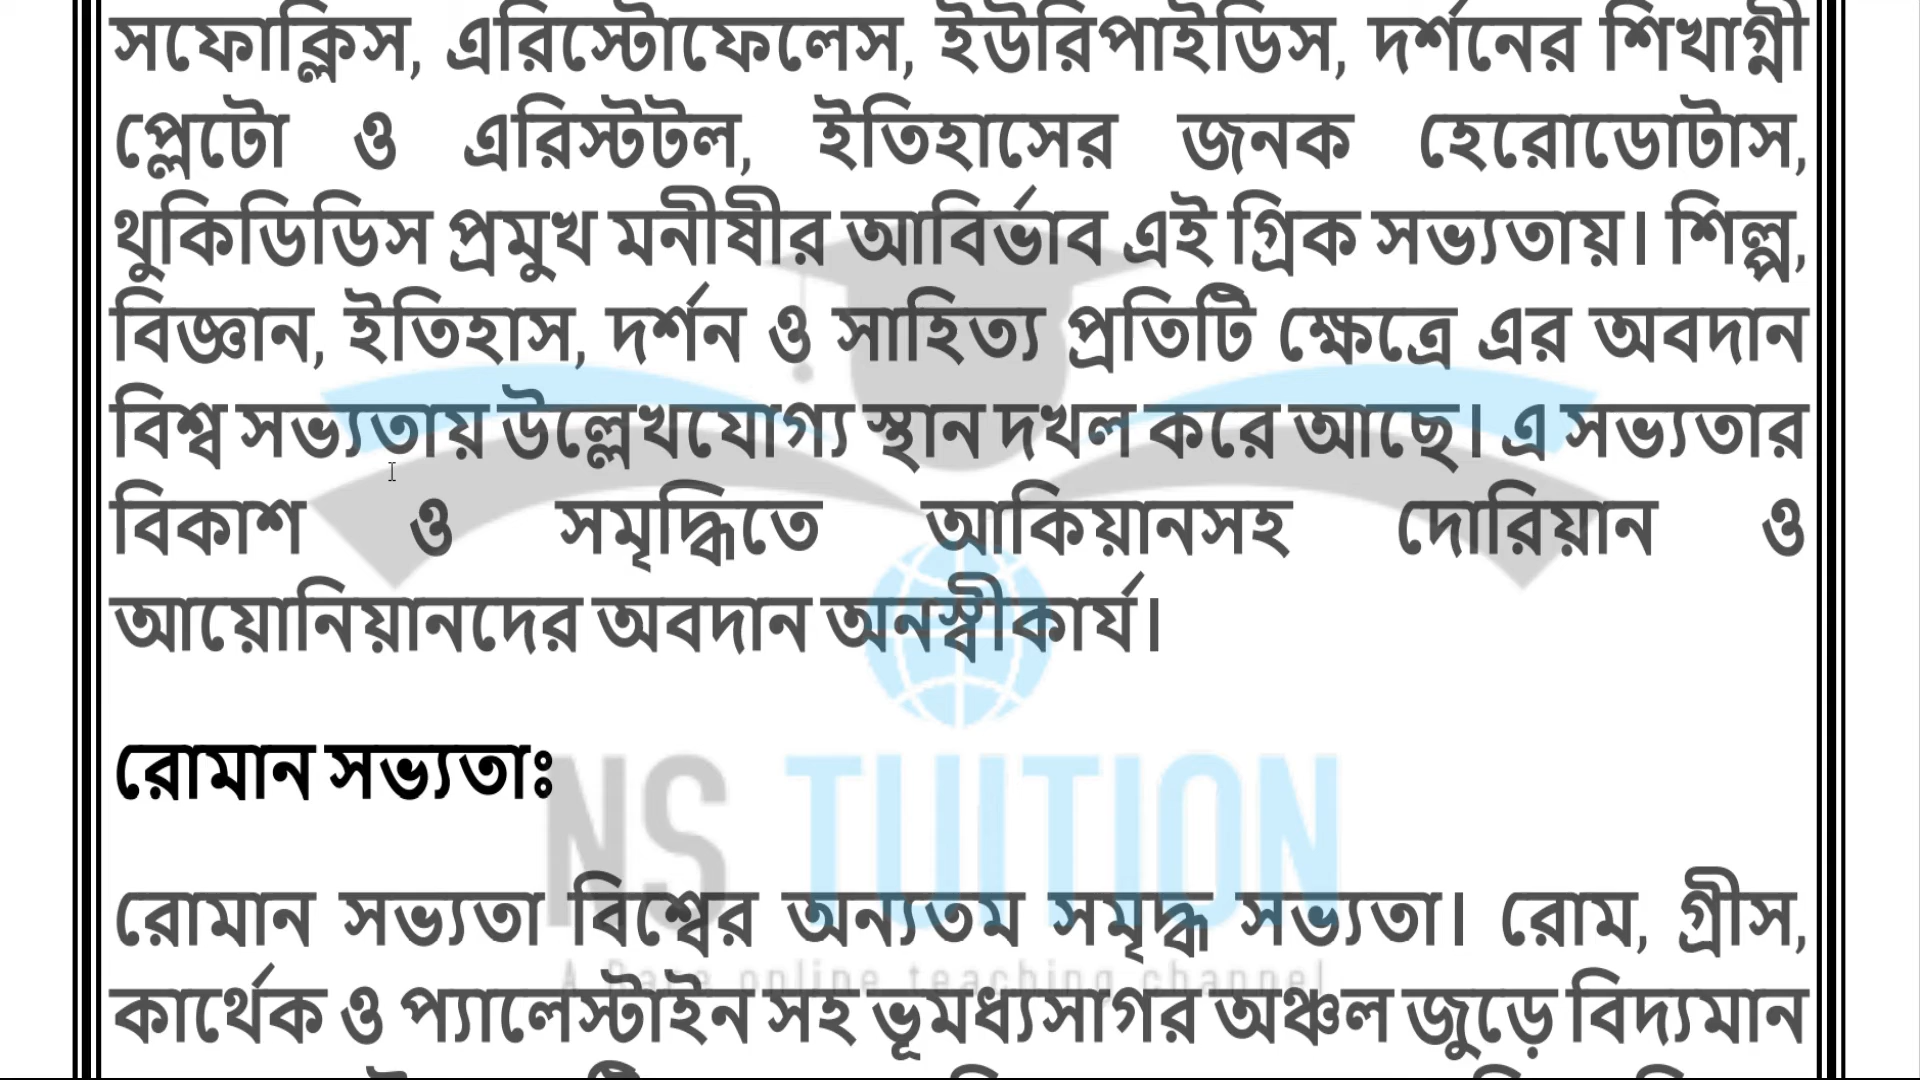 সফোক্লিস, এরিস্টোফেলেস, ইউরিপাইডিস, দর্শনের শিখাগ্নী
প্লেটো ও এরিস্টটল, ইতিহাসের জনক হেরোডোটাস,
থুকিডিডিস প্রমুখ মনীষীর আবির্ভাব এই গ্রিক সভ্যতায়। শিল্প,
বিজ্ঞান, ইতিহাস, দর্শন ও সাহিত্য প্রতিটি ক্ষেত্রে এর অবদান
বিশ্ব সভ্যতায় উল্লেখযোগ্য স্থান দখল করে আছে। এ সভ্যতার
বিকাশ ও সমৃদ্ধিতে আকিয়ানসহ দোরিয়ান ও
আয়োনিয়ানদের অবদান অনস্বীকার্য।
রোমান সভ্যতাঃ
NS TUITION
রোমান সভ্যতা বিশ্বের অন্যতম সমৃদ্ধ সভ্যতা। রোম, গ্রীস,
online teaching channel
কার্থেক ও প্যালেস্টাইন সহ ভূমধ্যসাগর অঞ্চল জুড়ে বিদ্যমান